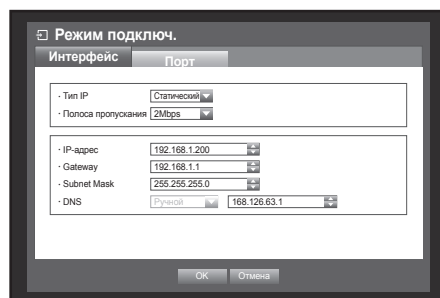 Режим подключ.
Интерфейс Порт
· Тип IP Статический
· Полоса пропускания 2Mbps
· IP-адрес 192.168.1.200
· Gateway 192.168.1.1
· Subnet Mask 255.255.255.0
· DNS Ручной 168.126.63.1
OK Отмена